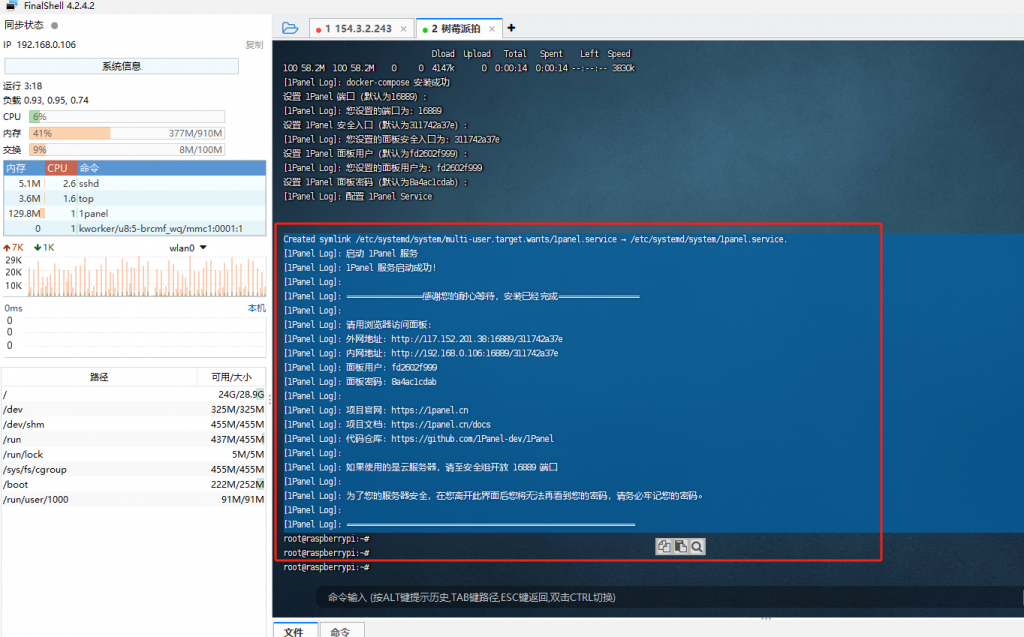 FinalShell 4.2.4.2
同步状态
IP 192.168.0.106
复制
系统信息
运行 3:18
负载 0.93, 0.95, 0.74
CPU 6%
内存 41% 377M/910M
交换 9% 8M/100M
内存 CPU 命令
5.1M 2.6 sshd
3.6M 1.6 top
129.8M 1 1panel
0 1 kworker/u8:5-brcmf_wq/mmc1:0001:1
7K 1K wlan0
29K
20K
10K
0ms 本机
0
0
0
路径 可用/大小
/ 24G/28.9G
/dev 325M/325M
/dev/shm 455M/455M
/run 437M/455M
/run/lock 5M/5M
/sys/fs/cgroup 455M/455M
/boot 222M/252M
/run/user/1000 91M/91M
1 154.3.2.243 ×
2 树莓派拍 ×
+
Dload Upload Total Spent Left Speed
100 58.2M 100 58.2M 0 0 4147k 0 0:00:14 0:00:14 --:--:-- 3830k
[1Panel Log]: docker-compose 安装成功
设置 1Panel 端口（默认为16889）：
[1Panel Log]: 您设置的端口为: 16889
设置 1Panel 安全入口（默认为311742a37e）：
[1Panel Log]: 您设置的面板安全入口为: 311742a37e
设置 1Panel 面板用户（默认为fd2602f999）：
[1Panel Log]: 您设置的面板用户为: fd2602f999
设置 1Panel 面板密码（默认为8a4ac1cdab）：
[1Panel Log]: 配置 1Panel Service
Created symlink /etc/systemd/system/multi-user.target.wants/1panel.service → /etc/systemd/system/1panel.service.
[1Panel Log]: 启动 1Panel 服务
[1Panel Log]: 1Panel 服务启动成功!
[1Panel Log]:
[1Panel Log]: =================感谢您的耐心等待，安装已经完成==================
[1Panel Log]:
[1Panel Log]: 请用浏览器访问面板:
[1Panel Log]: 外网地址: http://117.152.201.38:16889/311742a37e
[1Panel Log]: 内网地址: http://192.168.0.106:16889/311742a37e
[1Panel Log]: 面板用户: fd2602f999
[1Panel Log]: 面板密码: 8a4ac1cdab
[1Panel Log]:
[1Panel Log]: 项目官网: https://1panel.cn
[1Panel Log]: 项目文档: https://1panel.cn/docs
[1Panel Log]: 代码仓库: https://github.com/1Panel-dev/1Panel
[1Panel Log]:
[1Panel Log]: 如果使用的是云服务器，请至安全组开放 16889 端口
[1Panel Log]:
[1Panel Log]: 为了您的服务器安全，在您离开此界面后您将无法再看到您的密码，请务必牢记您的密码。
[1Panel Log]:
[1Panel Log]: ================================================================
root@raspberrypi:~#
root@raspberrypi:~#
root@raspberrypi:~#
命令输入 (按ALT键提示历史,TAB键路径,ESC键返回,双击CTRL切换)
文件 命令